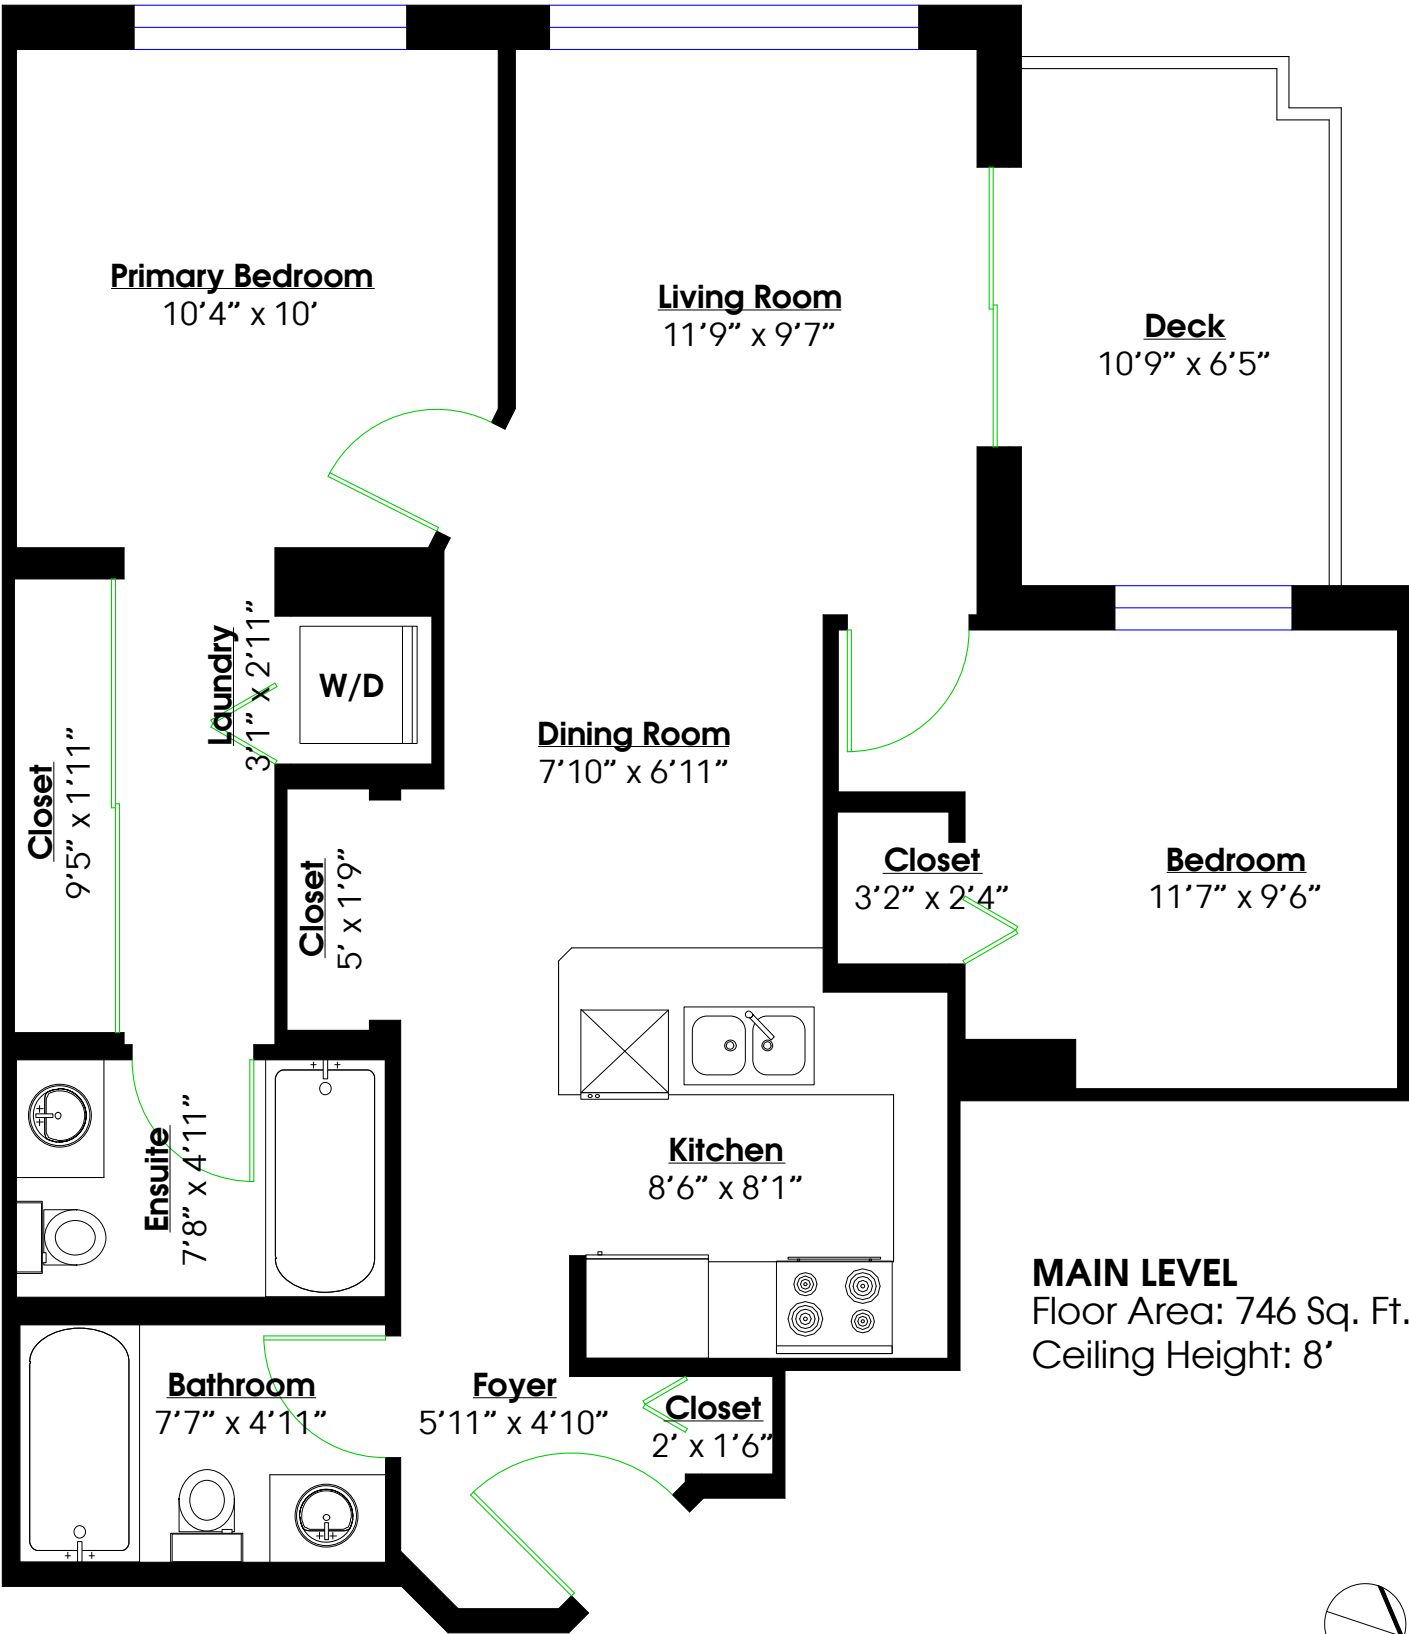 Primary Bedroom
10'4" x 10'
Living Room
11'9" x 9'7"
Deck
10'9" x 6'5"
Laundry
3'1" x 2'11"
W/D
Dining Room
7'10" x 6'11"
Closet
9'5" x 1'11"
Closet
5' x 1'9"
Closet
3'2" x 2'4"
Bedroom
11'7" x 9'6"
Ensuite
7'8" x 4'11"
Kitchen
8'6" x 8'1"
MAIN LEVEL
Floor Area: 746 Sq. Ft.
Ceiling Height: 8'
Bathroom
7'7" x 4'11"
Foyer
5'11" x 4'10"
Closet
2' x 1'6"